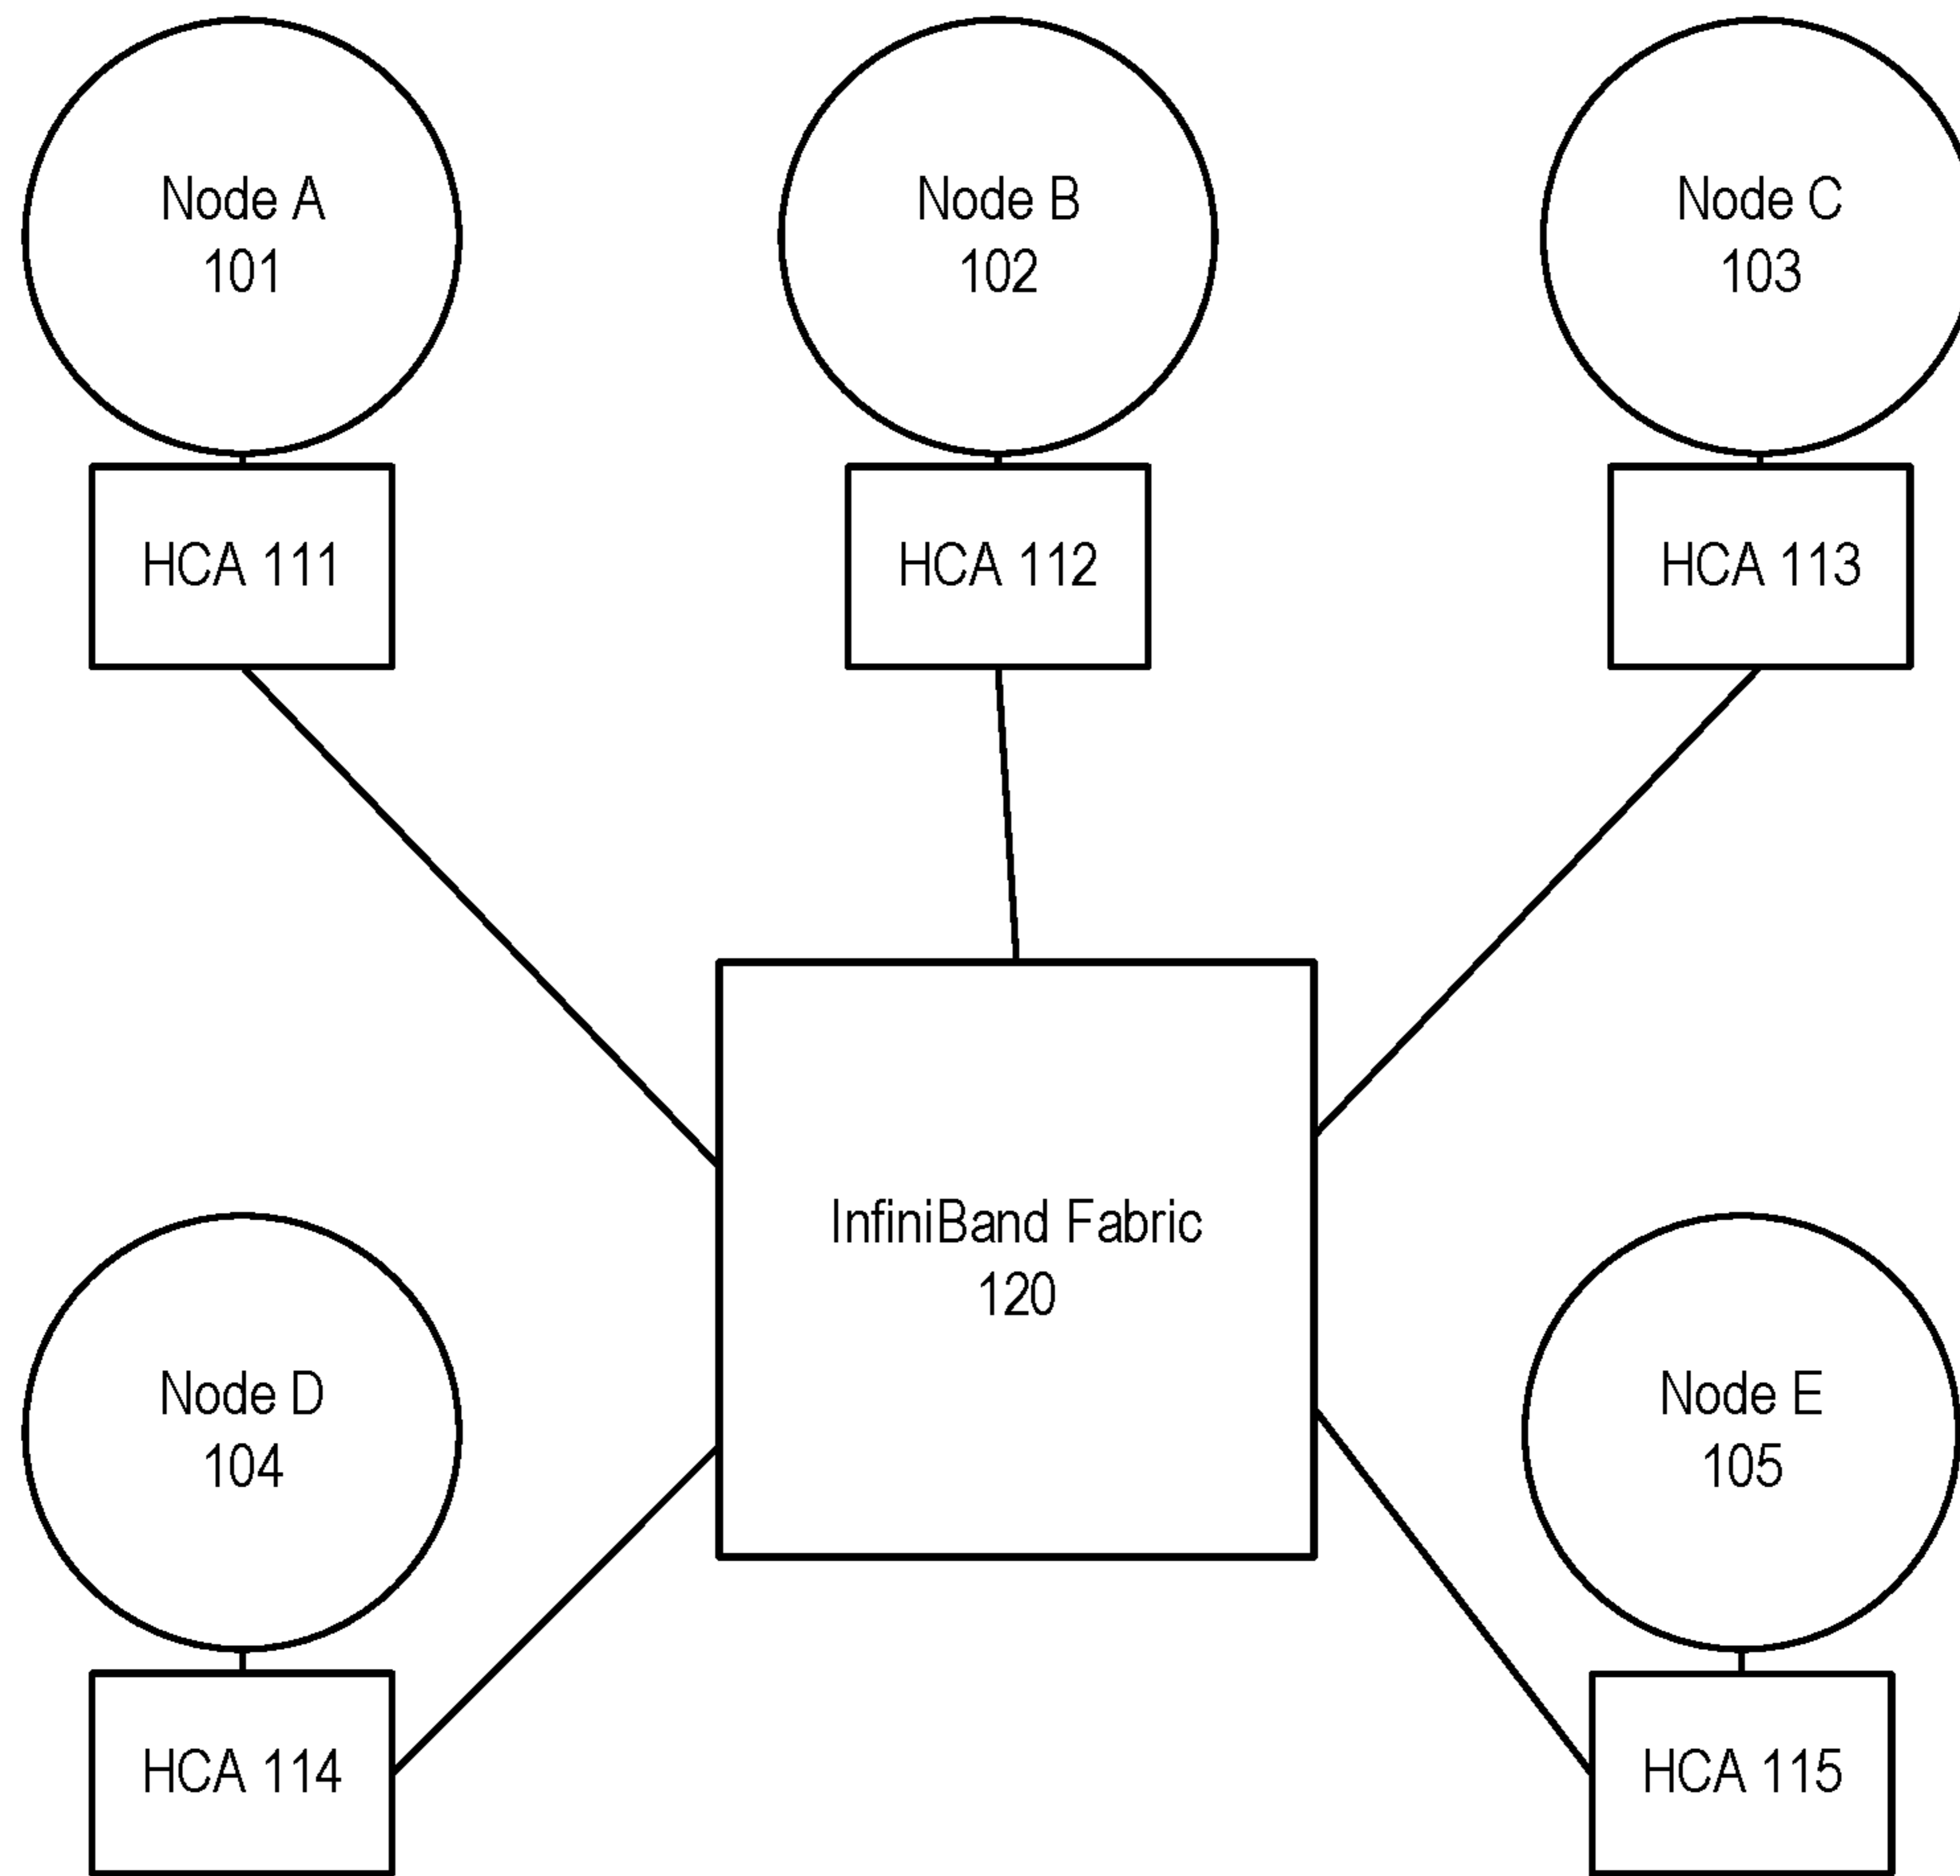 Node A
101
Node B
102
Node C
103
HCA 111
HCA 112
HCA 113
InfiniBand Fabric
120
Node D
104
Node E
105
HCA 114
HCA 115